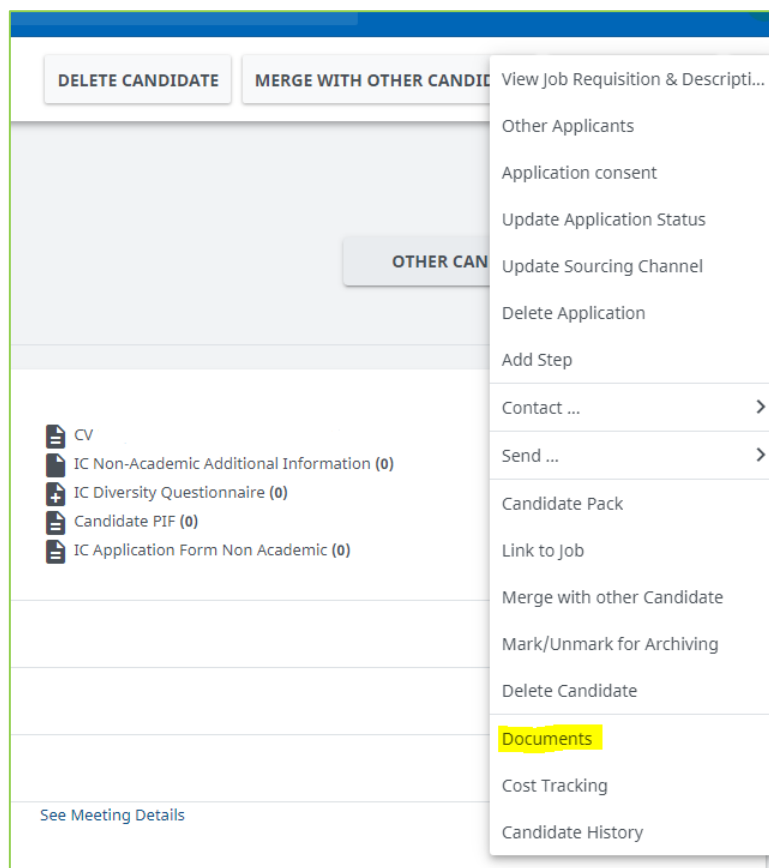 DELETE CANDIDATE
MERGE WITH OTHER CANDID
OTHER CAN
CV
IC Non-Academic Additional Information (0)
IC Diversity Questionnaire (0)
Candidate PIF (0)
IC Application Form Non Academic (0)
See Meeting Details
View Job Requisition & Descripti...
Other Applicants
Application consent
Update Application Status
Update Sourcing Channel
Delete Application
Add Step
Contact ...
Send ...
Candidate Pack
Link to Job
Merge with other Candidate
Mark/Unmark for Archiving
Delete Candidate
Documents
Cost Tracking
Candidate History